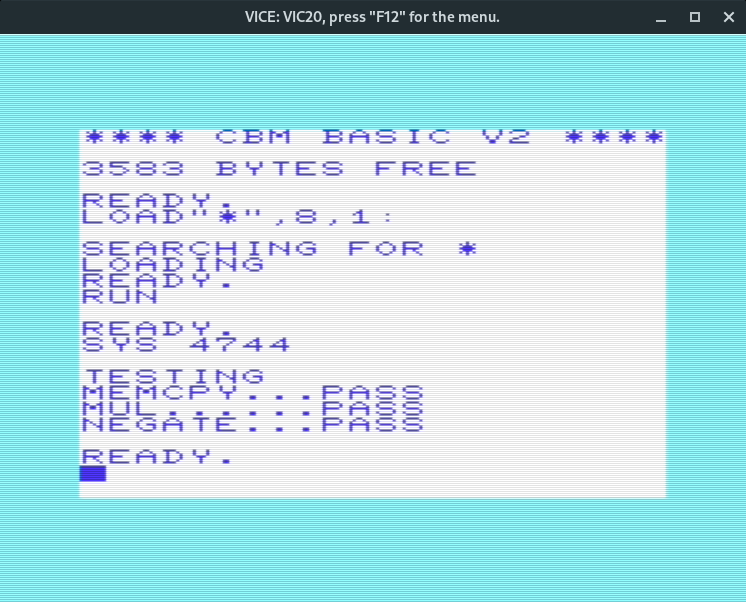 VICE: VIC20, press "F12" for the menu.
**** CBM BASIC V2 ****
3583 BYTES FREE
READY.
LOAD"*",8,1:
SEARCHING FOR *
LOADING
READY.
RUN
READY.
SYS 4744
TESTING
MEMCPY...PASS
MUL......PASS
NEGATE...PASS
READY.